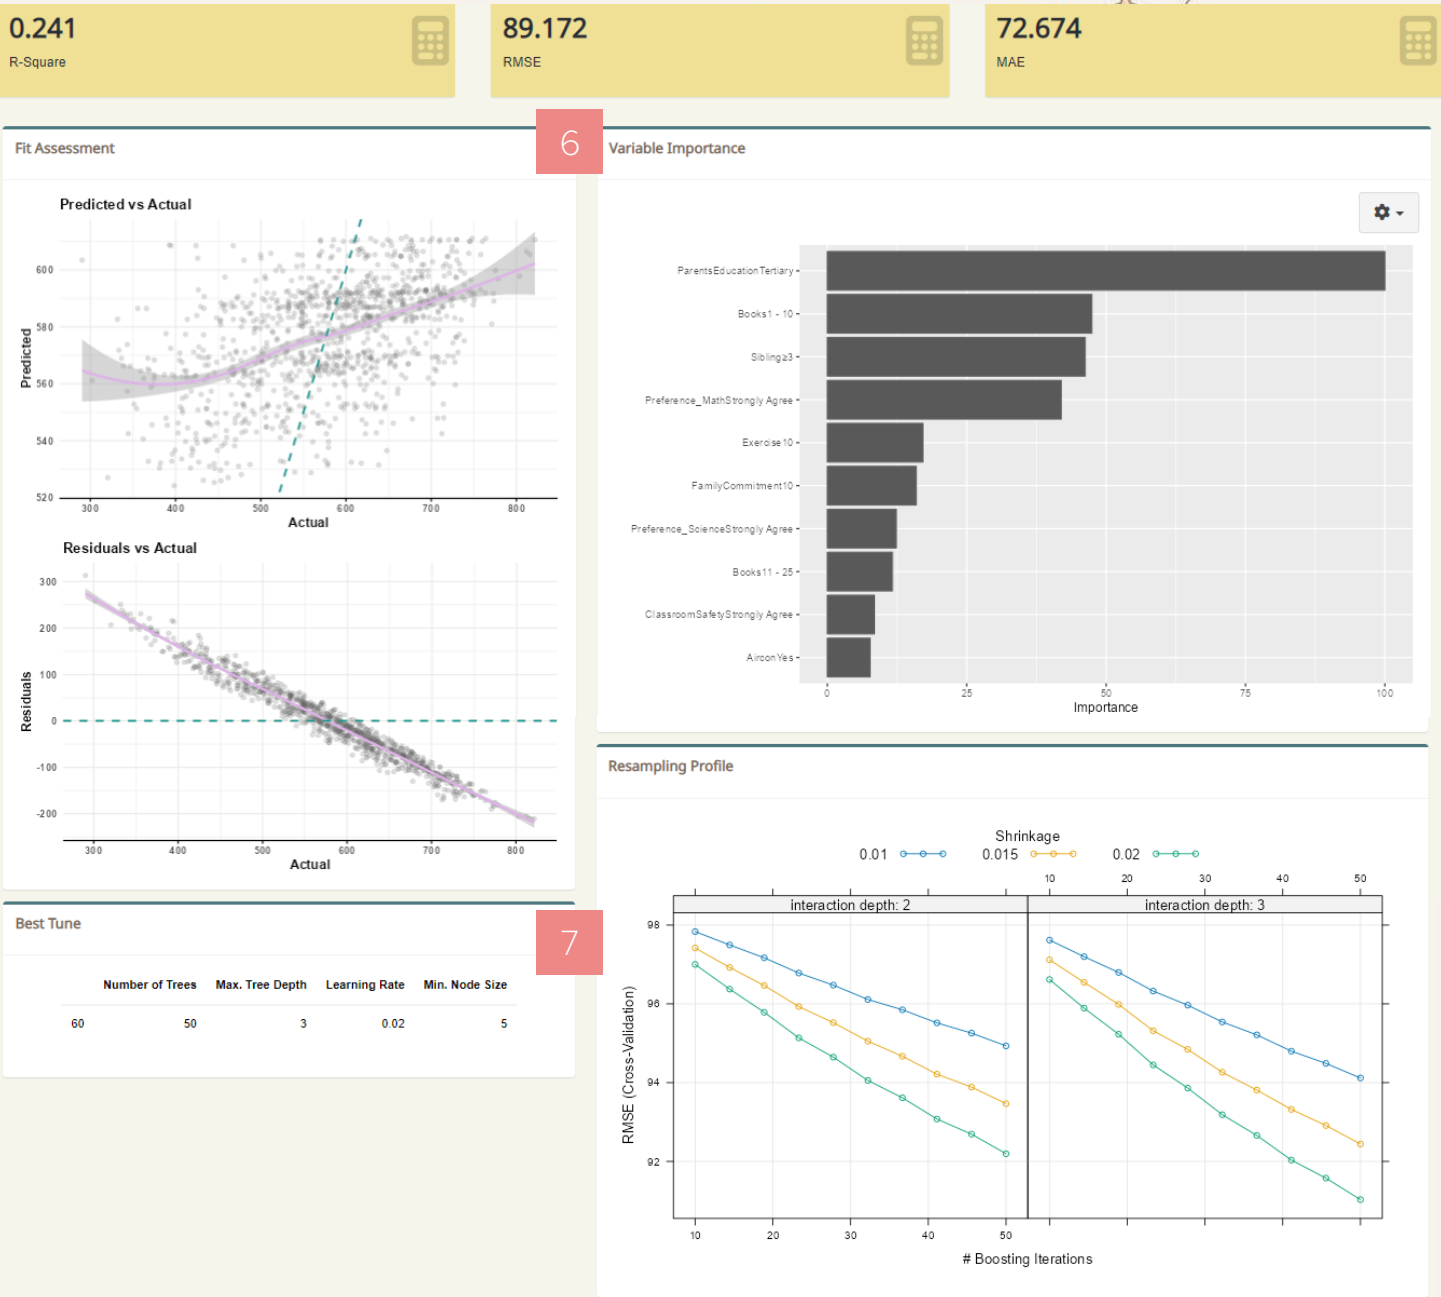 0.241
R-Square
89.172
RMSE
72.674
MAE
6
Fit Assessment
Predicted vs Actual
600
580
560
540
520
Predicted
300 400 500 600 700 800
Actual
Residuals vs Actual
300
200
100
0
-100
-200
Residuals
300 400 500 600 700 800
Actual
Variable Importance
ParentsEducationTertiary
Books1 - 10
Sibling≥3
Preference_MathStrongly Agree
Exercise10
FamilyCommitment10
Preference_ScienceStrongly Agree
Books11 - 25
ClassroomSafetyStrongly Agree
AirconYes
0 25 50 75 100
Importance
7
Best Tune
Number of Trees Max. Tree Depth Learning Rate Min. Node Size
60 50 3 0.02 5
Resampling Profile
Shrinkage
0.01 0.015 0.02
10 20 30 40 50
interaction depth: 2 interaction depth: 3
98
96
94
92
RMSE (Cross-Validation)
10 20 30 40 50
# Boosting Iterations